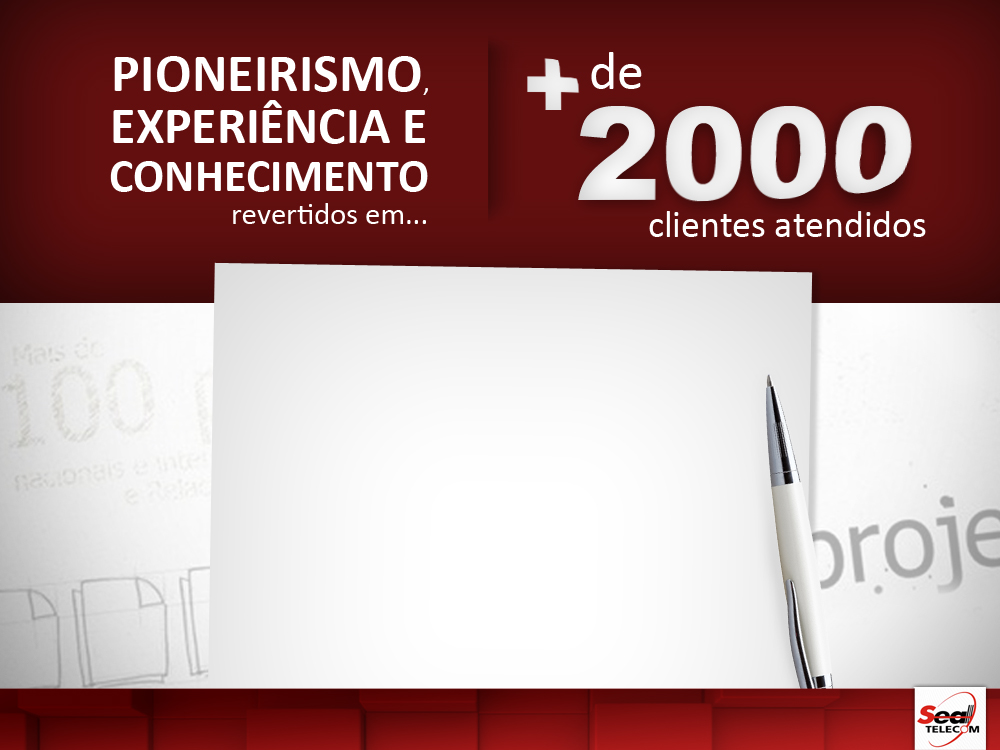 PIONEIRISMO,
EXPERIÊNCIA E
CONHECIMENTO
revertidos em...
+ de
2000
clientes atendidos
Mais de
100
nacionais e
e
proje
Seal
TELECOM